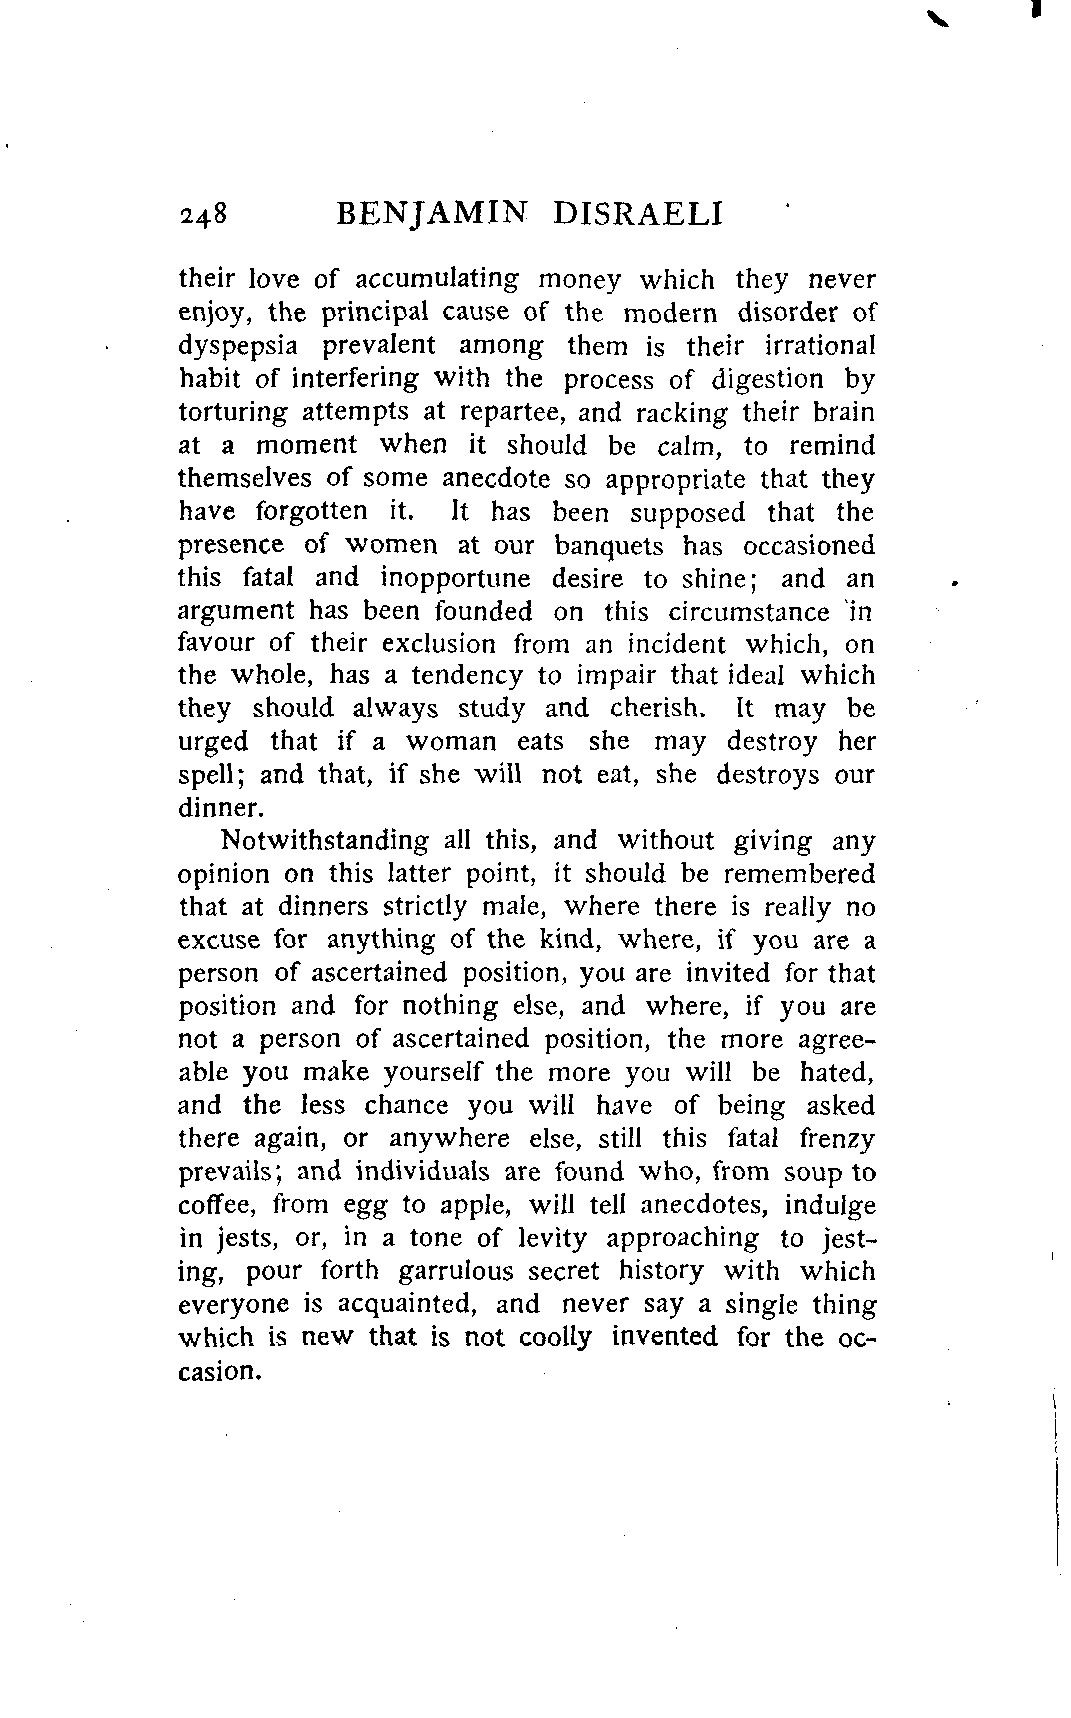 248 BENJAMIN DISRAELI
their love of accumulating money which they never
enjoy, the principal cause of the modern disorder of
dyspepsia prevalent among them is their irrational
habit of interfering with the process of digestion by
torturing attempts at repartee, and racking their brain
at a moment when it should be calm, to remind
themselves of some anecdote so appropriate that they
have forgotten it. It has been supposed that the
presence of women at our banquets has occasioned
this fatal and inopportune desire to shine; and an
argument has been founded on this circumstance in
favour of their exclusion from an incident which, on
the whole, has a tendency to impair that ideal which
they should always study and cherish. It may be
urged that if a woman eats she may destroy her
spell; and that, if she will not eat, she destroys our
dinner.
Notwithstanding all this, and without giving any
opinion on this latter point, it should be remembered
that at dinners strictly male, where there is really no
excuse for anything of the kind, where, if you are a
person of ascertained position, you are invited for that
position and for nothing else, and where, if you are
not a person of ascertained position, the more agree-
able you make yourself the more you will be hated,
and the less chance you will have of being asked
there again, or anywhere else, still this fatal frenzy
prevails; and individuals are found who, from soup to
coffee, from egg to apple, will tell anecdotes, indulge
in jests, or, in a tone of levity approaching to jest-
ing, pour forth garrulous secret history with which
everyone is acquainted, and never say a single thing
which is new that is not coolly invented for the oc-
casion.